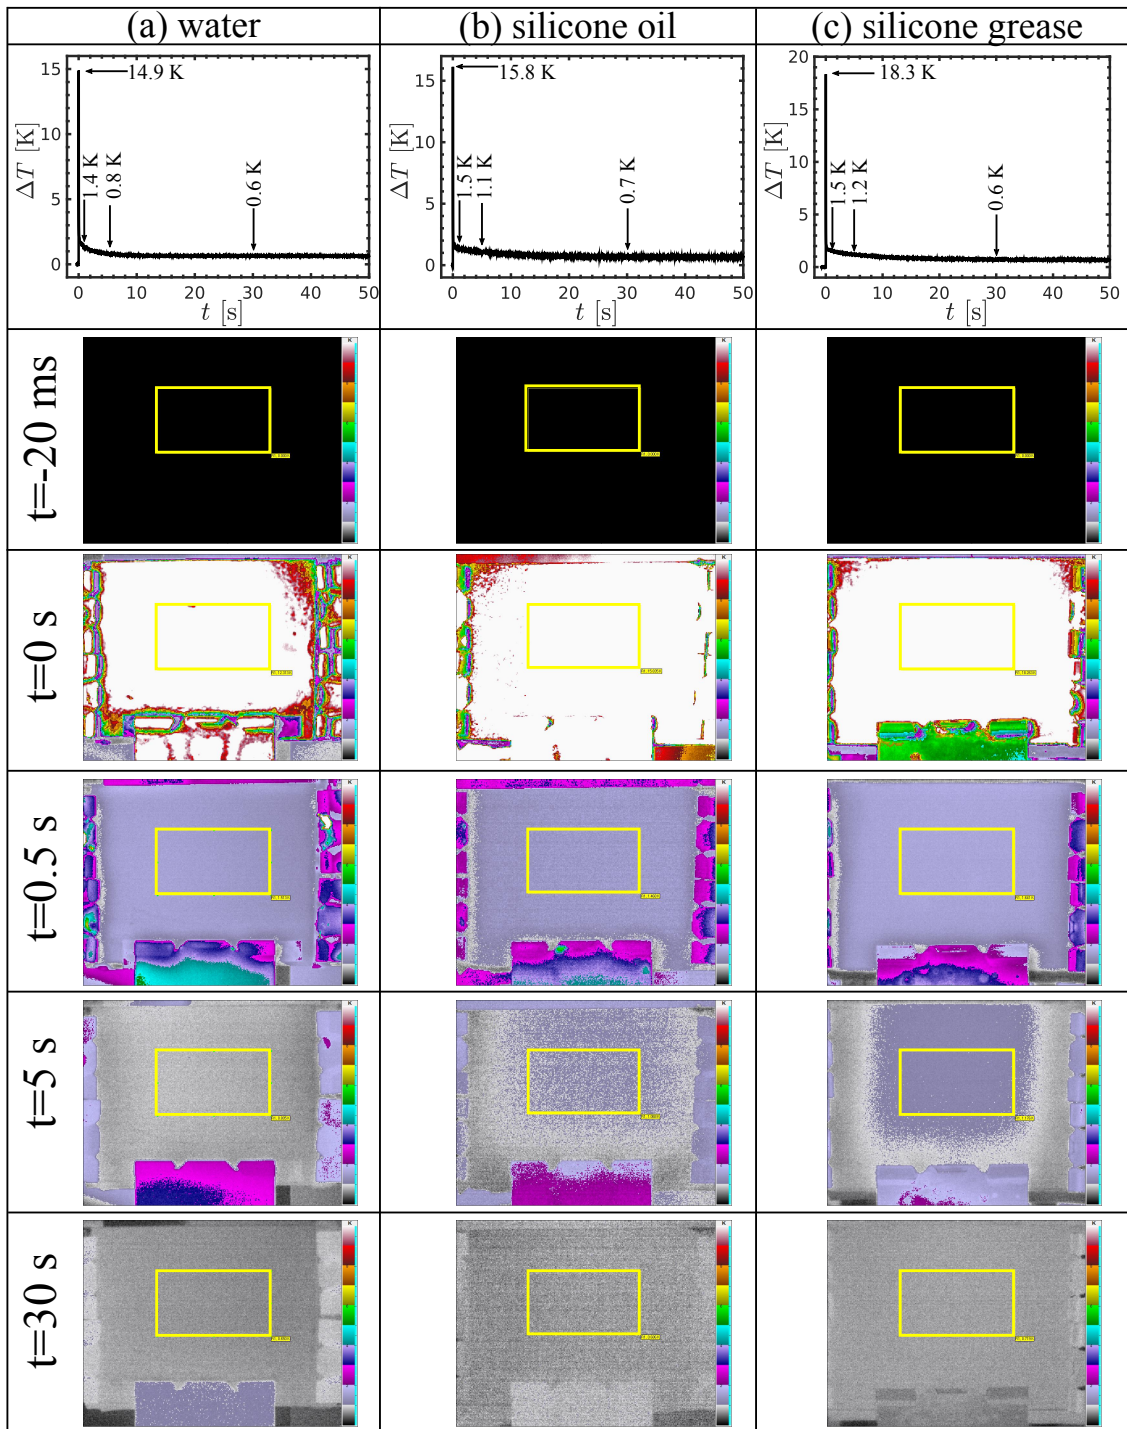 (a) water
(b) silicone oil
(c) silicone grease
15
10
5
0
ΔT [K]
14.9 K
1.4 K
0.8 K
0.6 K
0 10 20 30 40 50
t [s]
15
10
5
0
ΔT [K]
15.8 K
1.5 K
1.1 K
0.7 K
0 10 20 30 40 50
t [s]
20
15
10
5
0
ΔT [K]
18.3 K
1.5 K
1.2 K
0.6 K
0 10 20 30 40 50
t [s]
t=-20 ms
K
K
K
t=0 s
K
K
K
t=0.5 s
K
K
K
t=5 s
K
K
K
t=30 s
K
K
K